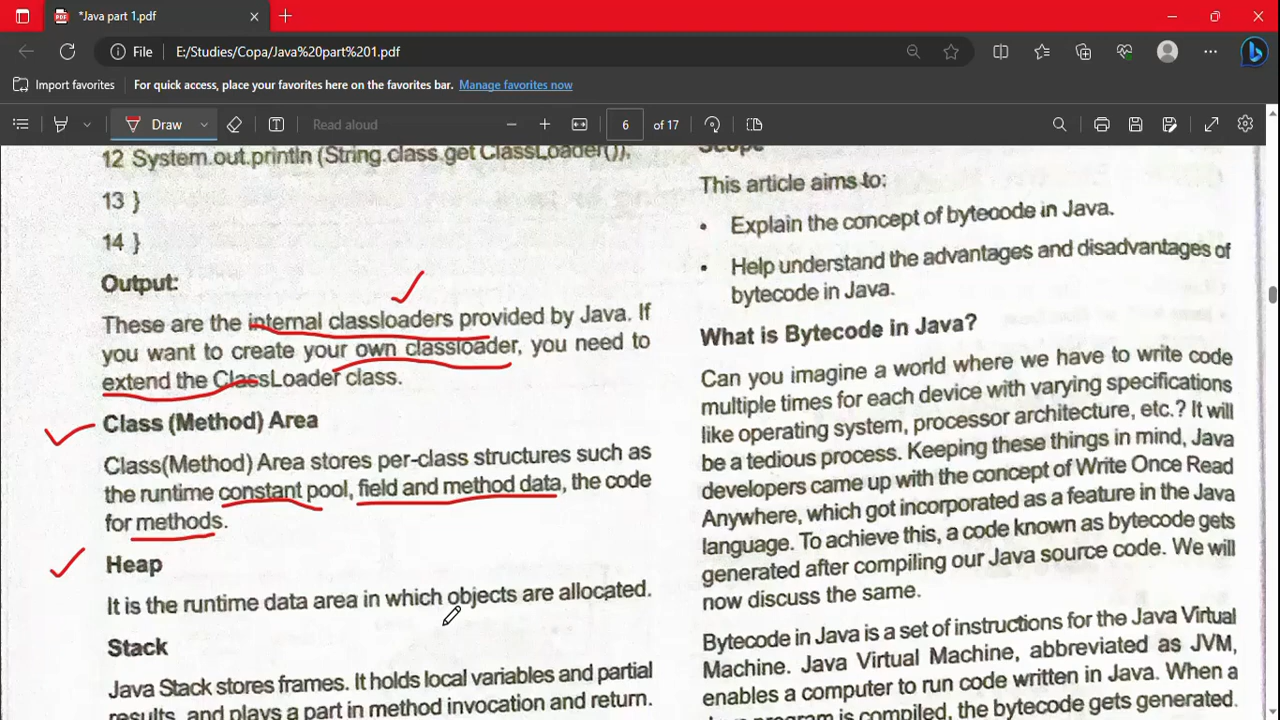 *Java part 1.pdf
File
E:/Studies/Copa/Java%20part%201.pdf
Import favorites
For quick access, place your favorites here on the favorites bar. Manage favorites now
Draw
Read aloud
6
of 17
12 System.out.println (String.class.get ClassLoader()),
13 }
14 }
Output:
These are the internal classloaders provided by Java. If
you want to create your own classloader, you need to
extend the ClassLoader class.
Class (Method) Area
Class(Method) Area stores per-class structures such as
the runtime constant pool, field and method data, the code
for methods.
Heap
It is the runtime data area in which objects are allocated.
Stack
Java Stack stores frames. It holds local variables and partial
results, and plays a part in method invocation and return.
Scope
This article aims to:
• Explain the concept of bytecode in Java.
• Help understand the advantages and disadvantages of
bytecode in Java.
What is Bytecode in Java?
Can you imagine a world where we have to write code
multiple times for each device with varying specifications
like operating system, processor architecture, etc.? It will
be a tedious process. Keeping these things in mind, Java
developers came up with the concept of Write Once Read
Anywhere, which got incorporated as a feature in the Java
language. To achieve this, a code known as bytecode gets
generated after compiling our Java source code. We will
now discuss the same.
Bytecode in Java is a set of instructions for the Java Virtual
Machine. Java Virtual Machine, abbreviated as JVM,
enables a computer to run code written in Java. When a
Java program is compiled, the bytecode gets generated.